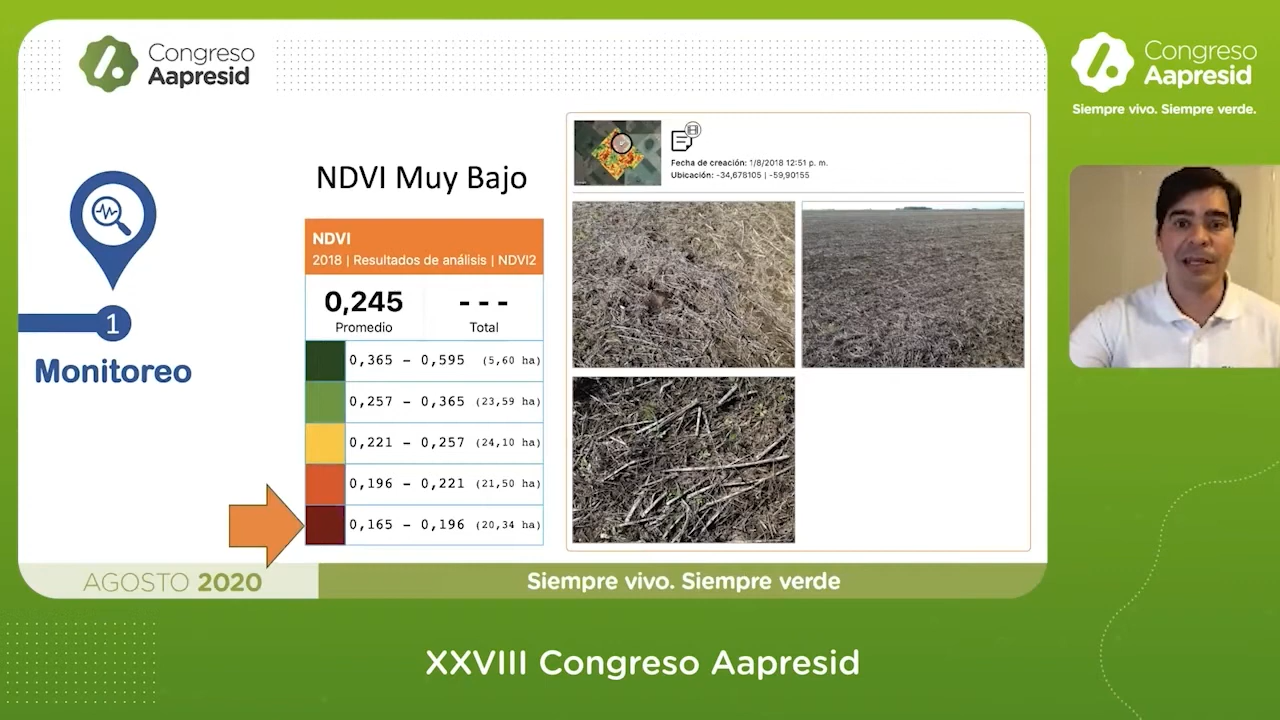 Congreso
Aapresid
NDVI Muy Bajo
1
Monitoreo
NDVI
2018 | Resultados de análisis | NDVI2
0,245
- - -
Promedio
Total
0,365 - 0,595 (5,60 ha)
0,257 - 0,365 (23,59 ha)
0,221 - 0,257 (24,10 ha)
0,196 - 0,221 (21,50 ha)
0,165 - 0,196 (20,34 ha)
Fecha de creación: 1/8/2018 12:51 p. m.
Ubicación: -34,678105 | -59,90155
AGOSTO 2020
Siempre vivo. Siempre verde
Congreso
Aapresid
Siempre vivo. Siempre verde.
XXVIII Congreso Aapresid